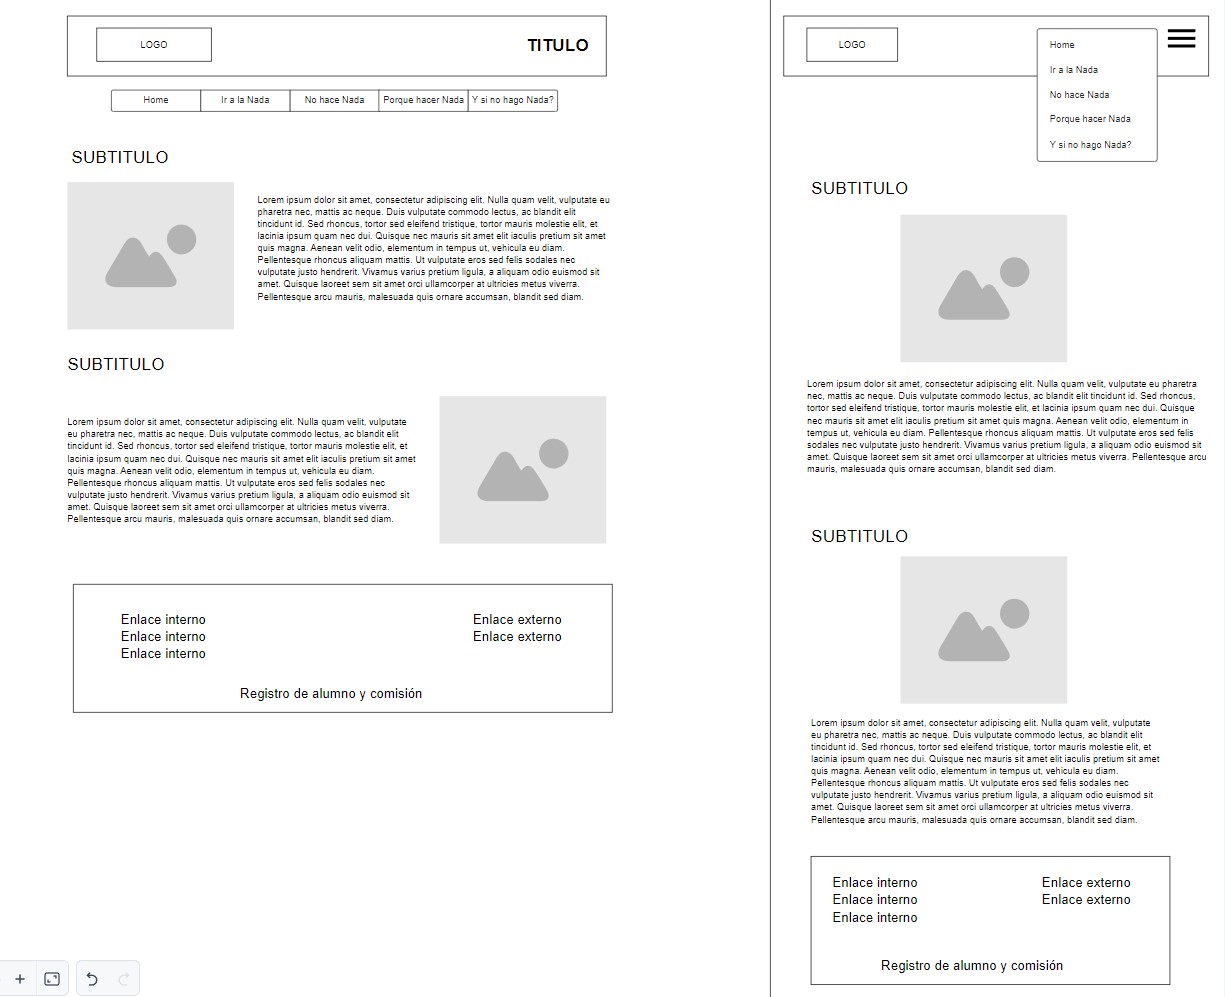 LOGO
TITULO
Home
Ir a la Nada
No hace Nada
Porque hacer Nada
Y si no hago Nada?
SUBTITULO
Lorem ipsum dolor sit amet, consectetur adipiscing elit. Nulla quam velit, vulputate eu
pharetra nec, mattis ac neque. Duis vulputate commodo lectus, ac blandit elit
tincidunt id. Sed rhoncus, tortor sed eleifend tristique, tortor mauris molestie elit, et
lacinia ipsum quam nec dui. Quisque nec mauris sit amet elit iaculis pretium sit amet
quis magna. Aenean velit odio, elementum in tempus ut, vehicula eu diam.
Pellentesque rhoncus aliquam mattis. Ut vulputate eros sed felis sodales nec
vulputate justo hendrerit. Vivamus varius pretium ligula, a aliquam odio euismod sit
amet. Quisque laoreet sem sit amet orci ullamcorper at ultricies metus viverra.
Pellentesque arcu mauris, malesuada quis ornare accumsan, blandit sed diam.
SUBTITULO
Lorem ipsum dolor sit amet, consectetur adipiscing elit. Nulla quam velit, vulputate
eu pharetra nec, mattis ac neque. Duis vulputate commodo lectus, ac blandit elit
tincidunt id. Sed rhoncus, tortor sed eleifend tristique, tortor mauris molestie elit, et
lacinia ipsum quam nec dui. Quisque nec mauris sit amet elit iaculis pretium sit amet
quis magna. Aenean velit odio, elementum in tempus ut, vehicula eu diam.
Pellentesque rhoncus aliquam mattis. Ut vulputate eros sed felis sodales nec
vulputate justo hendrerit. Vivamus varius pretium ligula, a aliquam odio euismod sit
amet. Quisque laoreet sem sit amet orci ullamcorper at ultricies metus viverra.
Pellentesque arcu mauris, malesuada quis ornare accumsan, blandit sed diam.
Enlace interno
Enlace interno
Enlace interno
Enlace externo
Enlace externo
Registro de alumno y comisión
LOGO
Home
Ir a la Nada
No hace Nada
Porque hacer Nada
Y si no hago Nada?
SUBTITULO
Lorem ipsum dolor sit amet, consectetur adipiscing elit. Nulla quam velit, vulputate eu pharetra
nec, mattis ac neque. Duis vulputate commodo lectus, ac blandit elit tincidunt id. Sed rhoncus,
tortor sed eleifend tristique, tortor mauris molestie elit, et lacinia ipsum quam nec dui. Quisque
nec mauris sit amet elit iaculis pretium sit amet quis magna. Aenean velit odio, elementum in
tempus ut, vehicula eu diam. Pellentesque rhoncus aliquam mattis. Ut vulputate eros sed felis
sodales nec vulputate justo hendrerit. Vivamus varius pretium ligula, a aliquam odio euismod sit
amet. Quisque laoreet sem sit amet orci ullamcorper at ultricies metus viverra. Pellentesque arcu
mauris, malesuada quis ornare accumsan, blandit sed diam.
SUBTITULO
Lorem ipsum dolor sit amet, consectetur adipiscing elit. Nulla quam velit, vulputate
eu pharetra nec, mattis ac neque. Duis vulputate commodo lectus, ac blandit elit
tincidunt id. Sed rhoncus, tortor sed eleifend tristique, tortor mauris molestie elit, et
lacinia ipsum quam nec dui. Quisque nec mauris sit amet elit iaculis pretium sit amet
quis magna. Aenean velit odio, elementum in tempus ut, vehicula eu diam.
Pellentesque rhoncus aliquam mattis. Ut vulputate eros sed felis sodales nec
vulputate justo hendrerit. Vivamus varius pretium ligula, a aliquam odio euismod sit
amet. Quisque laoreet sem sit amet orci ullamcorper at ultricies metus viverra.
Pellentesque arcu mauris, malesuada quis ornare accumsan, blandit sed diam.
Enlace interno
Enlace interno
Enlace interno
Enlace externo
Enlace externo
Registro de alumno y comisión